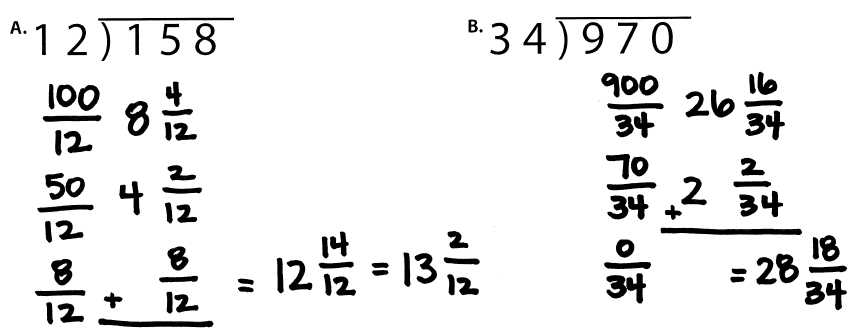 A. 12)158
100/12 8 4/12
50/12 4 2/12
8/12 + 8/12 = 12 14/12 = 13 2/12
B. 34)970
900/34 26 16/34
70/34 + 2 2/34
0/34 = 28 18/34